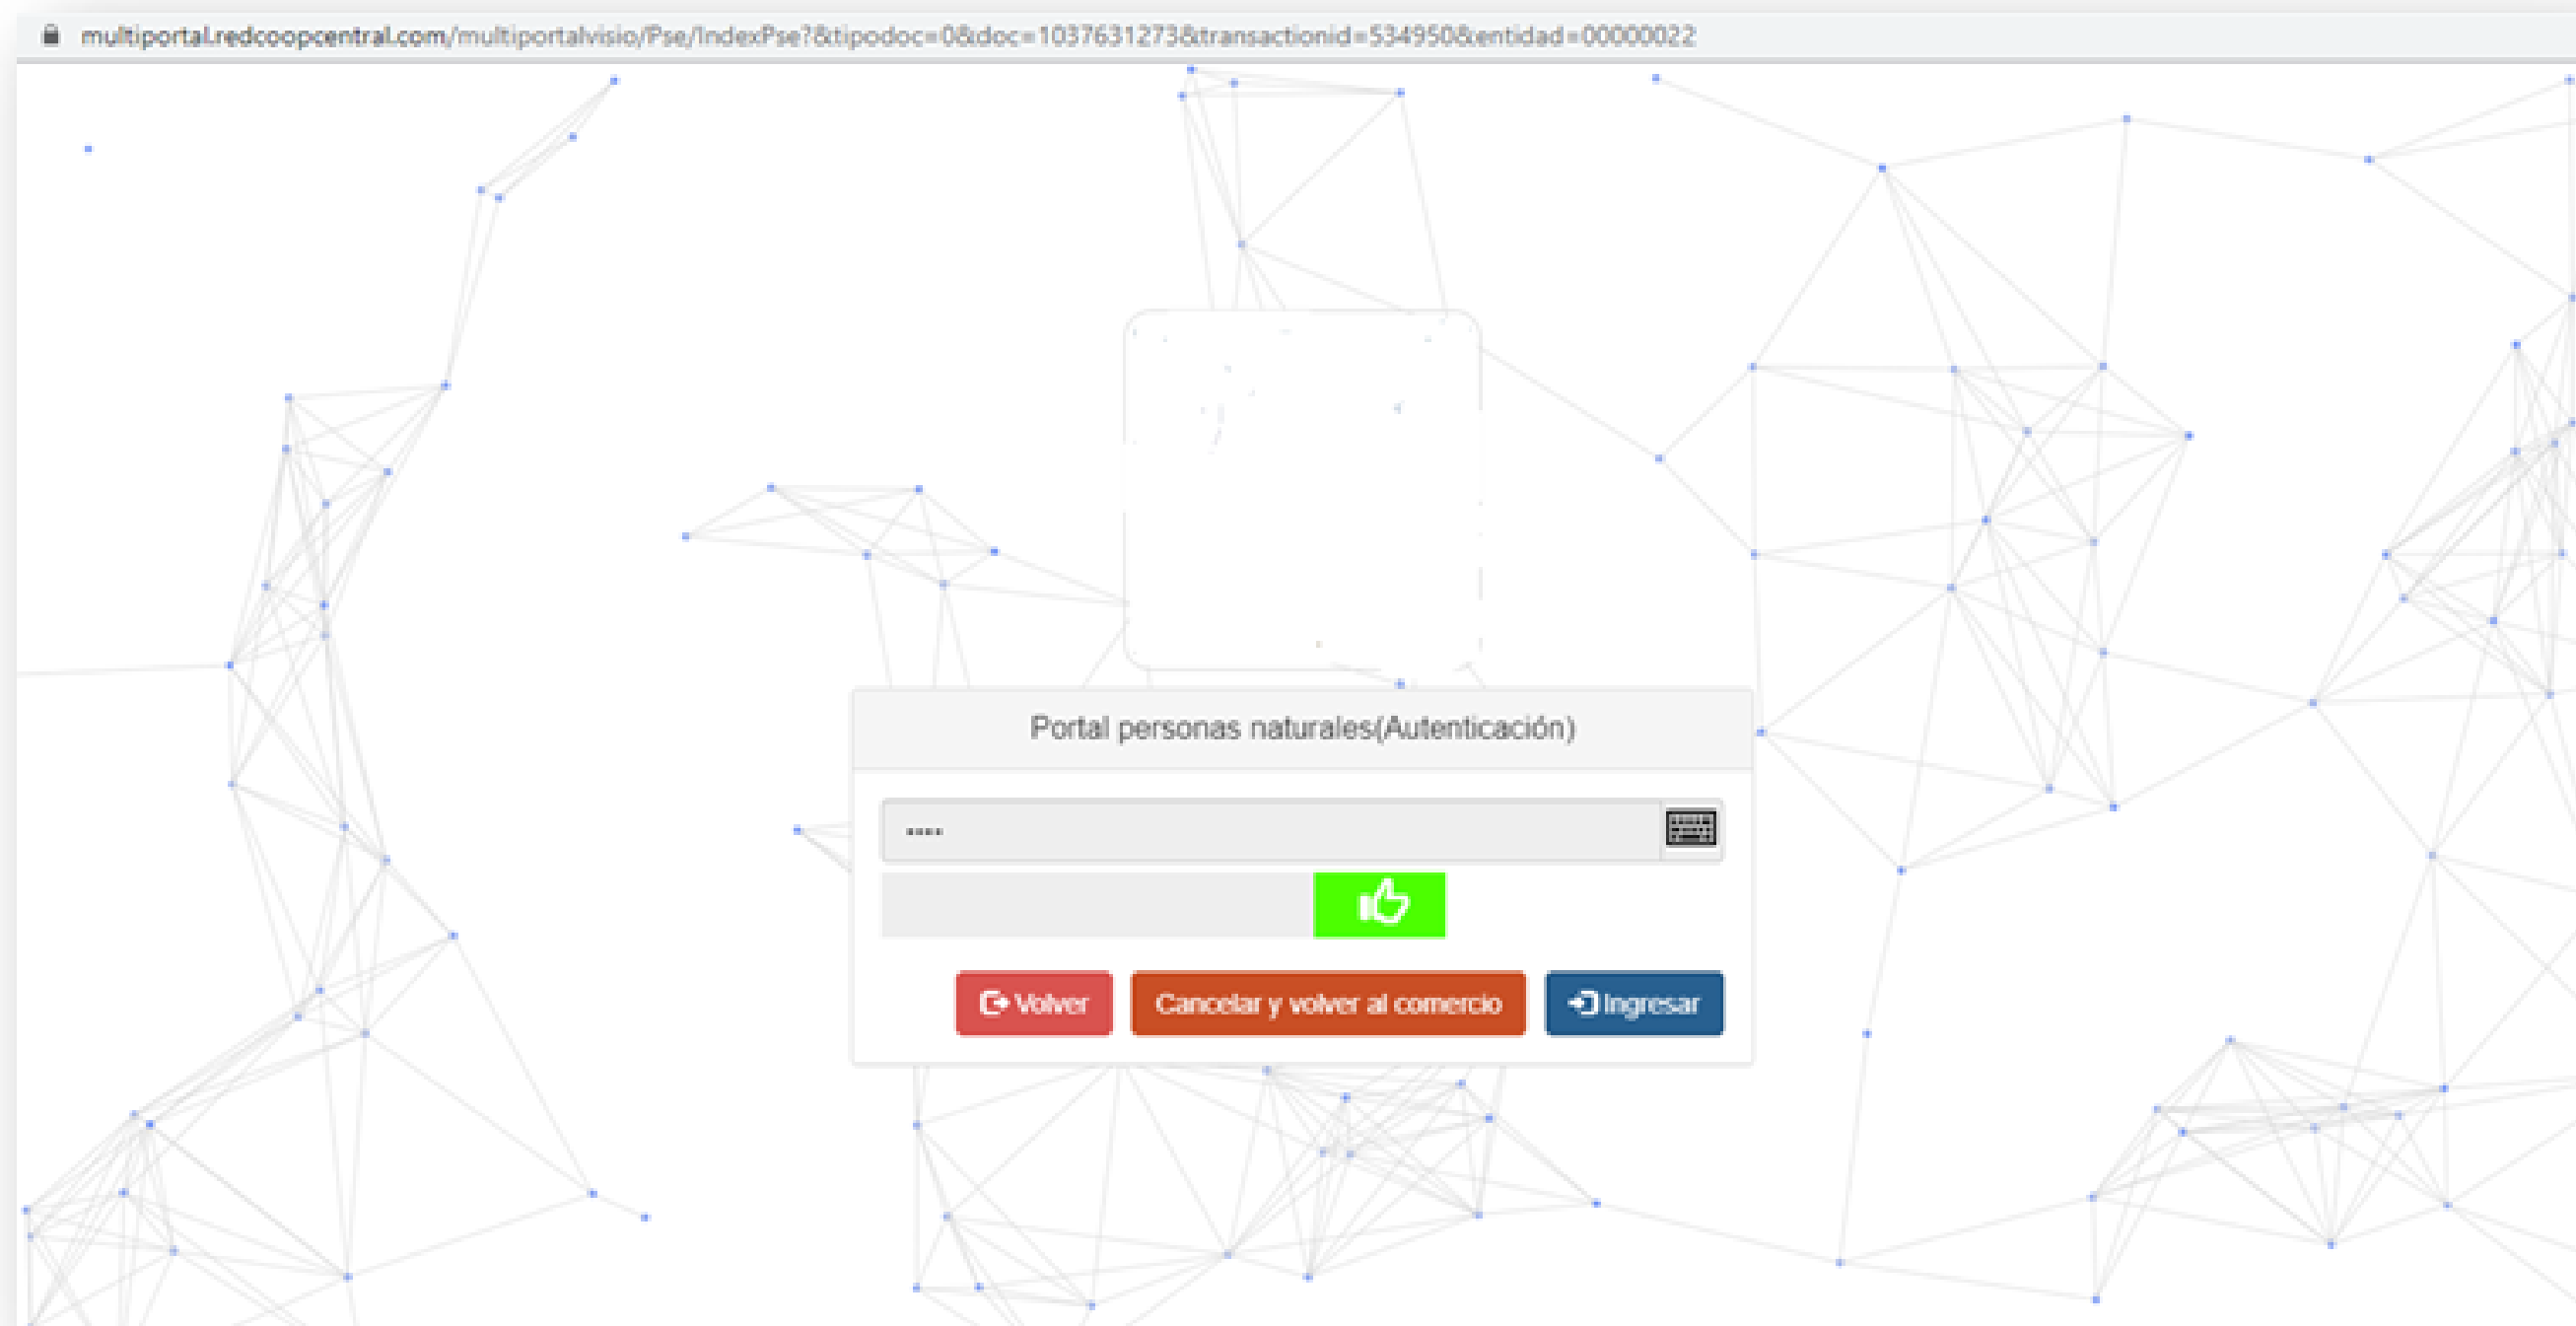 multiportal.redcoopcentral.com/multiportalvisio/Pse/IndexPse?&tipodoc=0&doc=1037631273&transactionid=534950&entidad=00000022
Portal personas naturales(Autenticación)
••••
Volver Cancelar y volver al comercio Ingresar